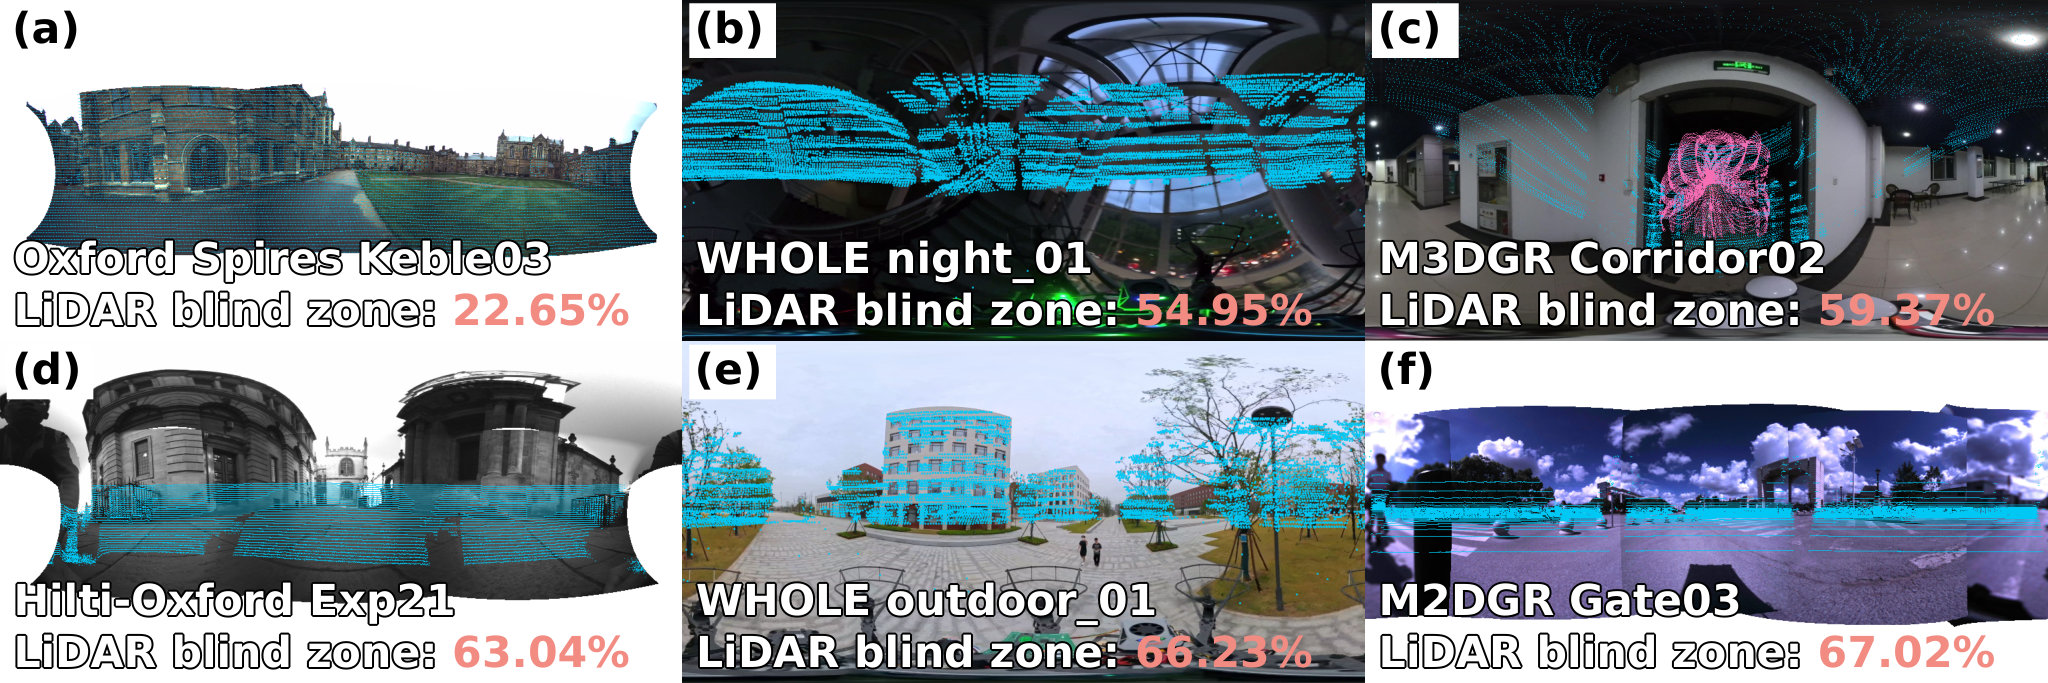 (a)
Oxford Spires Keble03
LiDAR blind zone: 22.65%
(b)
WHOLE night_01
LiDAR blind zone: 54.95%
(c)
M3DGR Corridor02
LiDAR blind zone: 59.37%
(d)
Hilti-Oxford Exp21
LiDAR blind zone: 63.04%
(e)
WHOLE outdoor_01
LiDAR blind zone: 66.23%
(f)
M2DGR Gate03
LiDAR blind zone: 67.02%